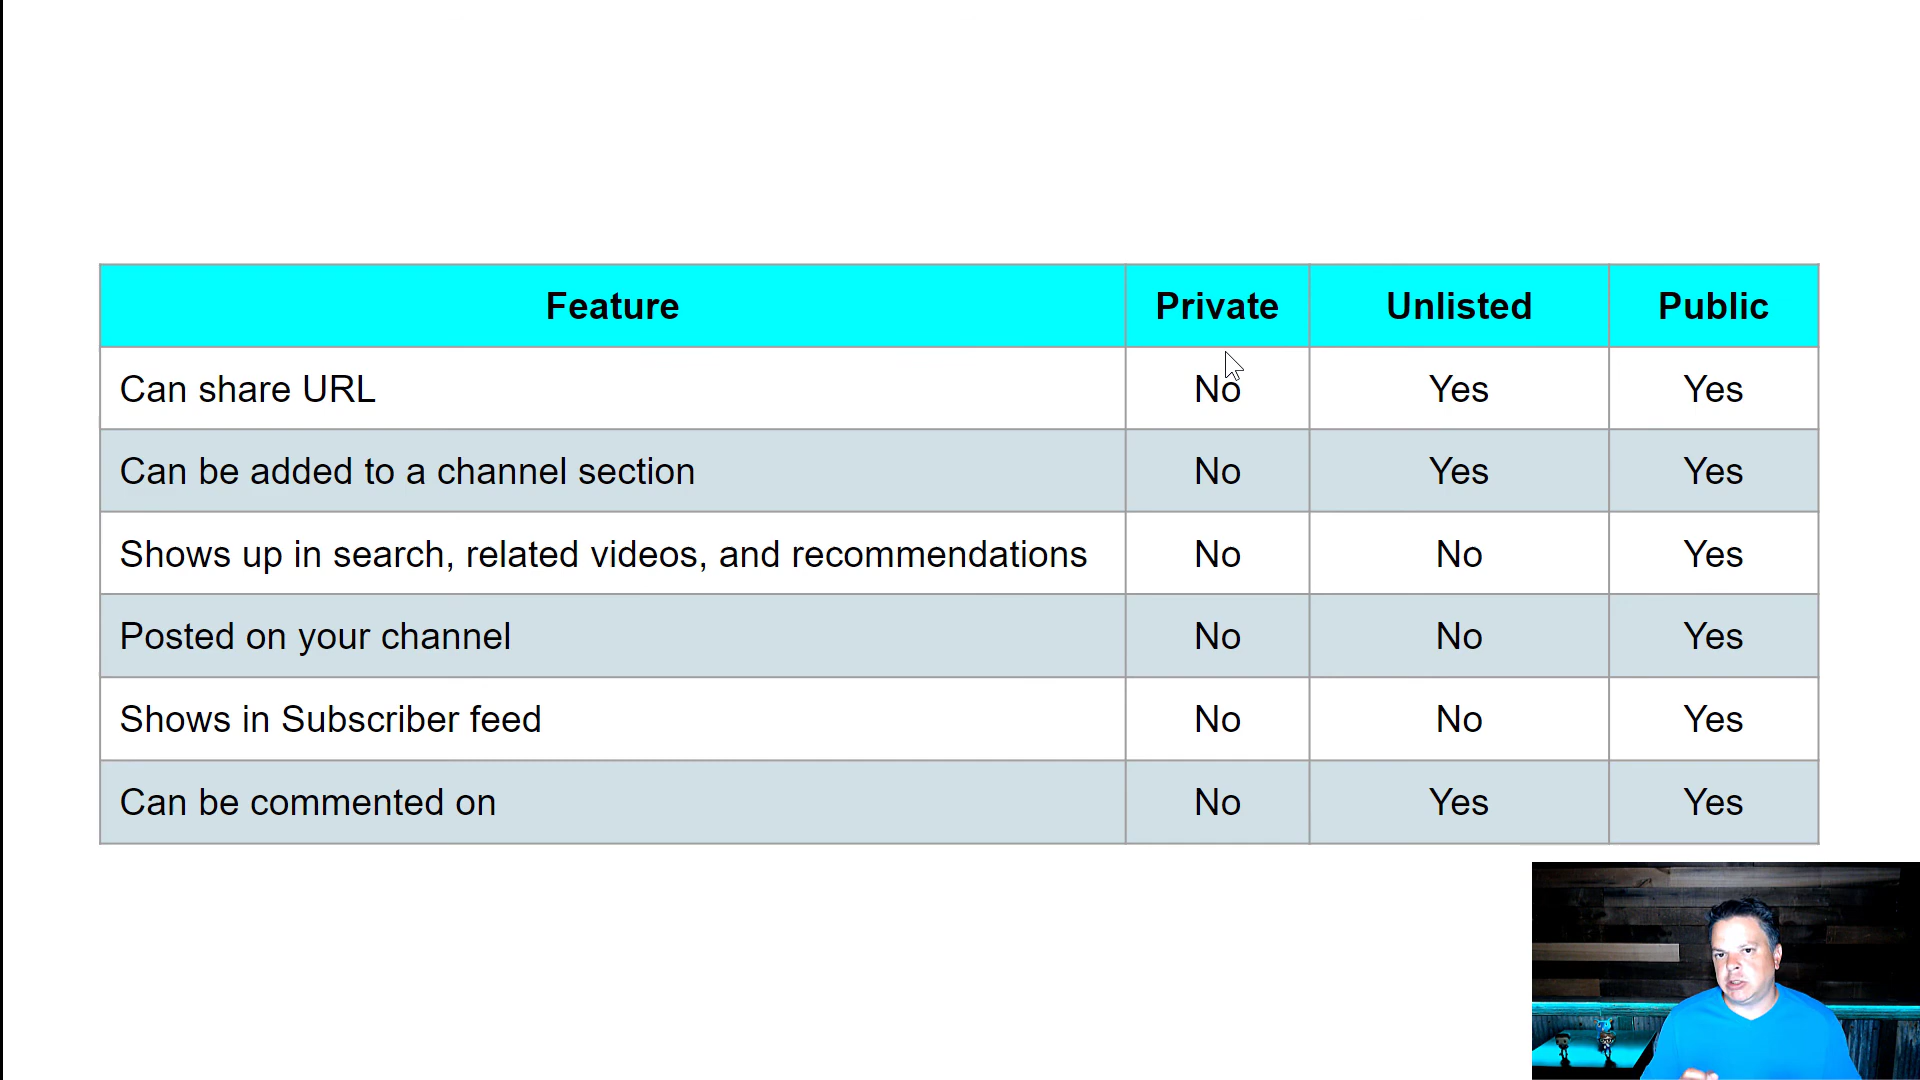 Feature Private Unlisted Public
Can share URL No Yes Yes
Can be added to a channel section No Yes Yes
Shows up in search, related videos, and recommendations No No Yes
Posted on your channel No No Yes
Shows in Subscriber feed No No Yes
Can be commented on No Yes Yes